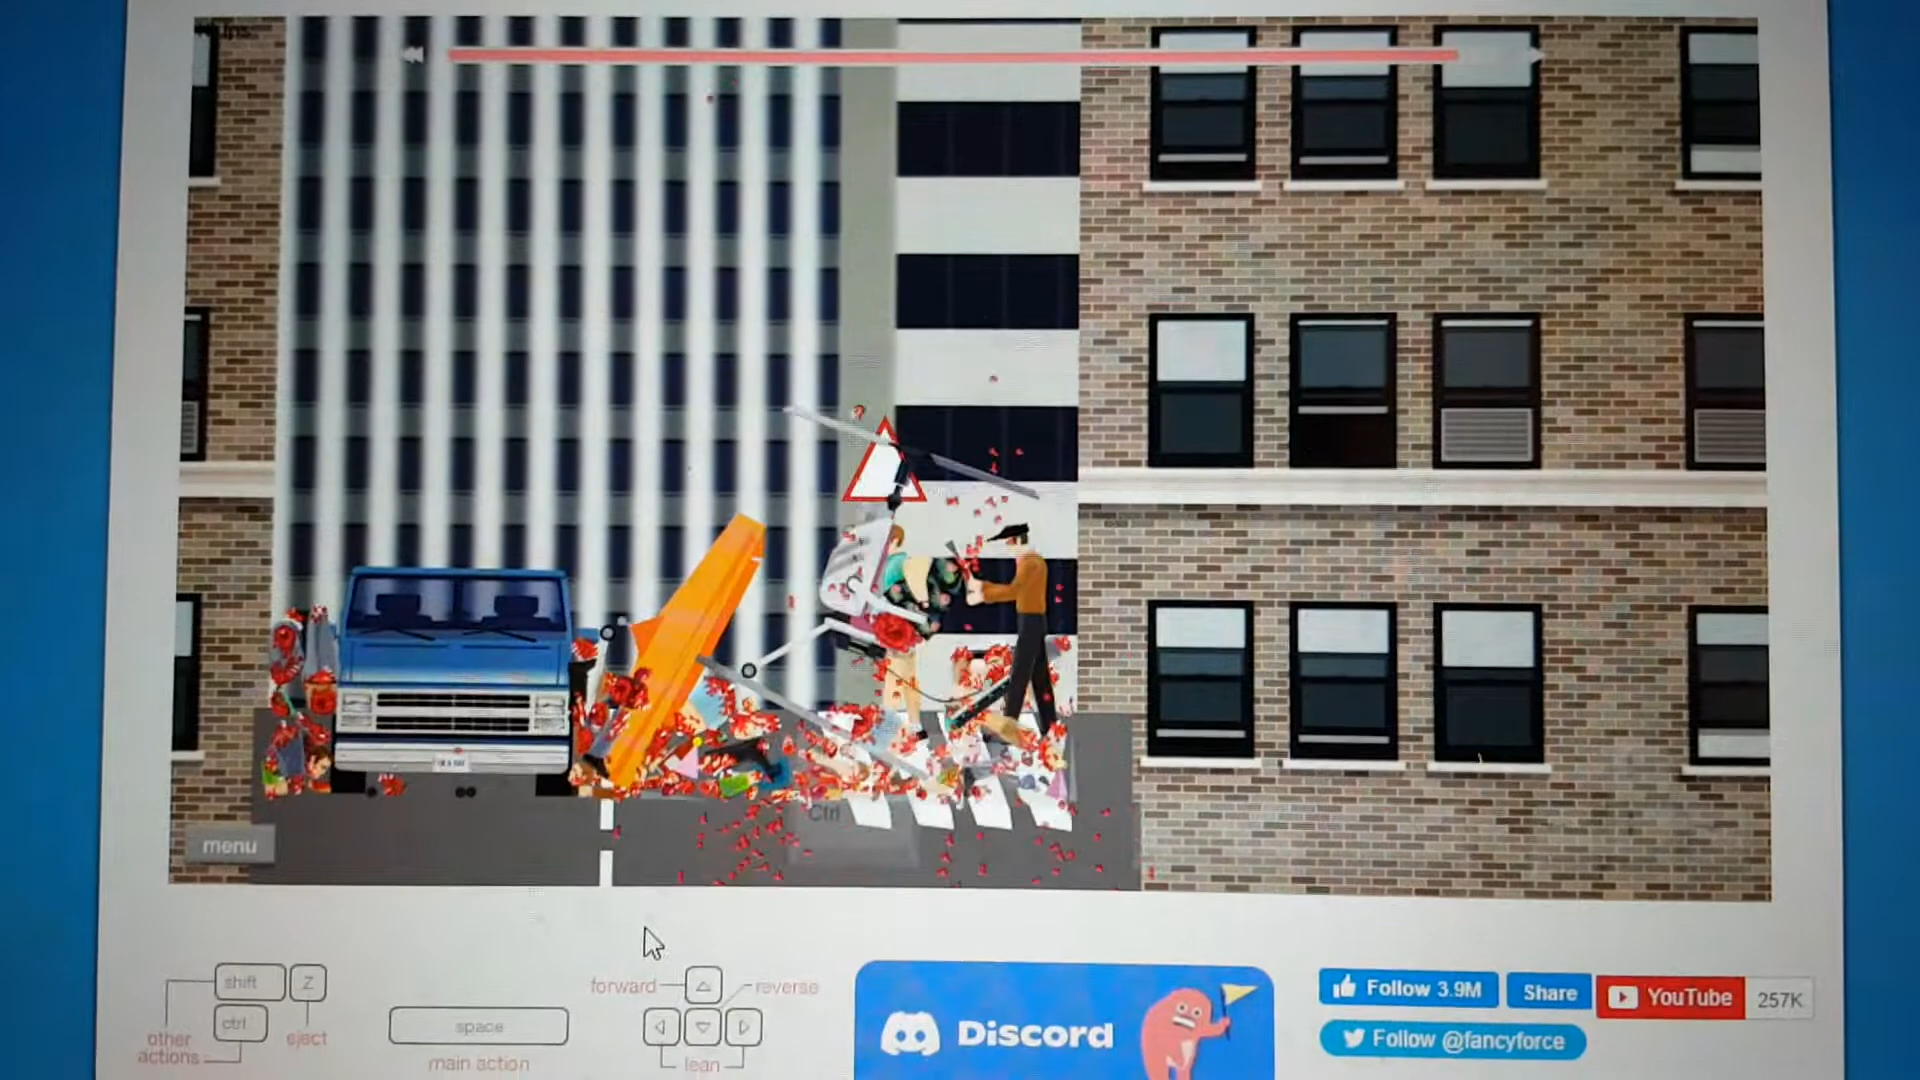 Ctrl
menu
shift
Z
forward
reverse
ctrl
space
other
actions
eject
main action
lean
Discord
Follow 3.9M
Share
YouTube
257K
Follow @fancyforce